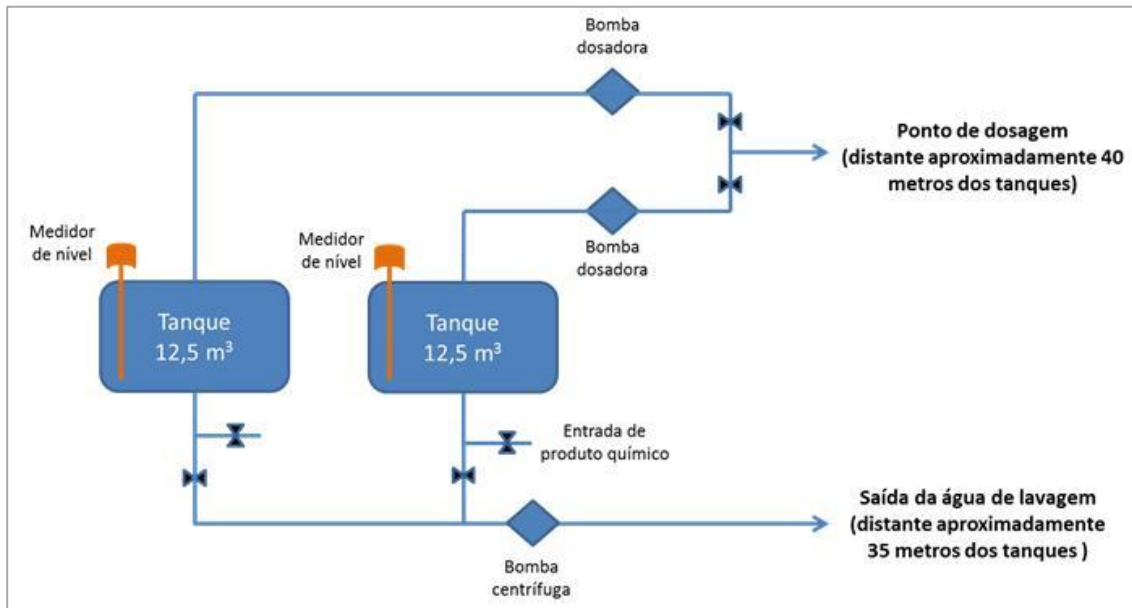 Bomba
dosadora
Ponto de dosagem
(distante aproximadamente 40
metros dos tanques)
Medidor
de nível
Medidor
de nível
Bomba
dosadora
Tanque
12,5 m³
Tanque
12,5 m³
Entrada de
produto químico
Saída da água de lavagem
(distante aproximadamente
35 metros dos tanques )
Bomba
centrífuga